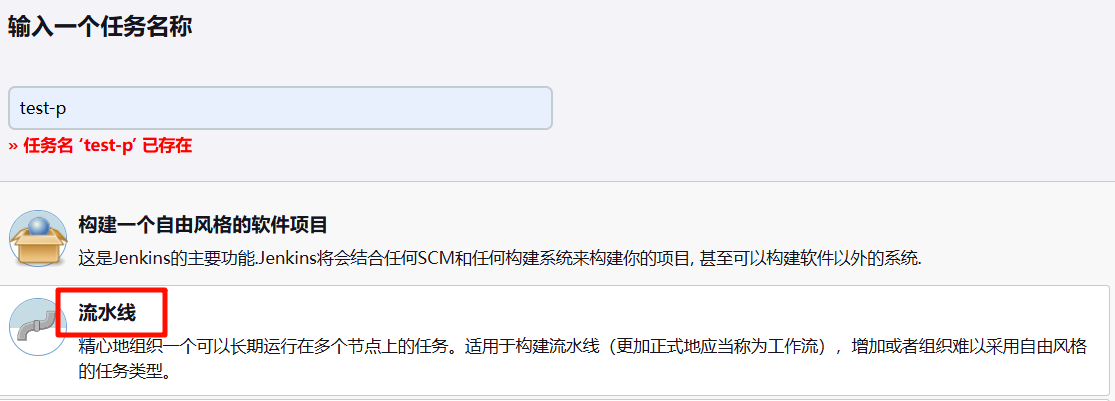 输入一个任务名称
test-p
» 任务名 ‘test-p’ 已存在
构建一个自由风格的软件项目
这是Jenkins的主要功能.Jenkins将会结合任何SCM和任何构建系统来构建你的项目, 甚至可以构建软件以外的系统.
流水线
精心地组织一个可以长期运行在多个节点上的任务。适用于构建流水线（更加正式地应当称为工作流），增加或者组织难以采用自由风格
的任务类型。